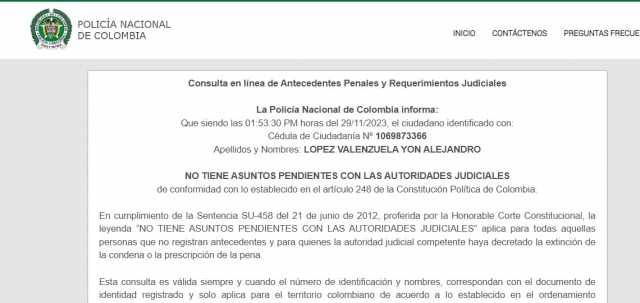 POLICÍA NACIONAL
DE COLOMBIA
INICIO CONTÁCTENOS PREGUNTAS FRECUE
Consulta en línea de Antecedentes Penales y Requerimientos Judiciales
La Policía Nacional de Colombia informa:
Que siendo las 01:53:30 PM horas del 29/11/2023, el ciudadano identificado con:
Cédula de Ciudadanía Nº 1069873366
Apellidos y Nombres: LOPEZ VALENZUELA YON ALEJANDRO
NO TIENE ASUNTOS PENDIENTES CON LAS AUTORIDADES JUDICIALES
de conformidad con lo establecido en el artículo 248 de la Constitución Política de Colombia.
En cumplimiento de la Sentencia SU-458 del 21 de junio de 2012, proferida por la Honorable Corte Constitucional, la
leyenda "NO TIENE ASUNTOS PENDIENTES CON LAS AUTORIDADES JUDICIALES" aplica para todas aquellas
personas que no registran antecedentes y para quienes la autoridad judicial competente haya decretado la extinción de
la condena o la prescripción de la pena.
Esta consulta es válida siempre y cuando el número de identificación y nombres, correspondan con el documento de
identidad registrado y solo aplica para el territorio colombiano de acuerdo a lo establecido en el ordenamiento